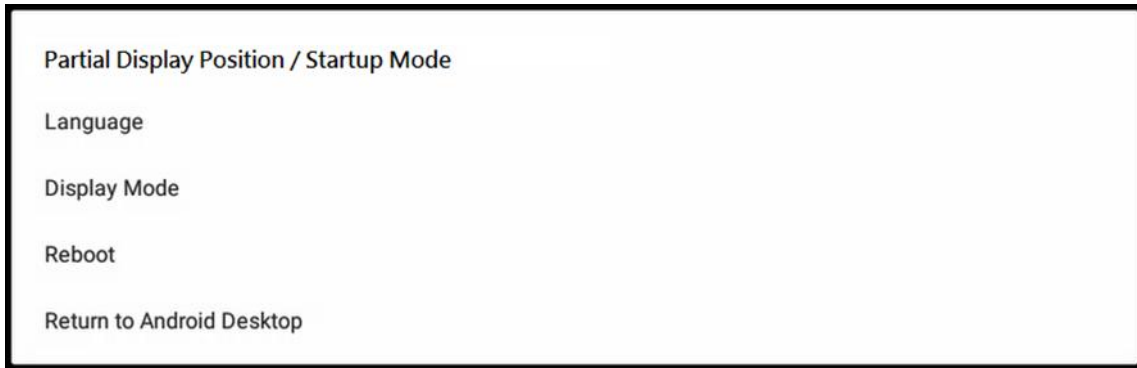 Partial Display Position / Startup Mode
Language
Display Mode
Reboot
Return to Android Desktop